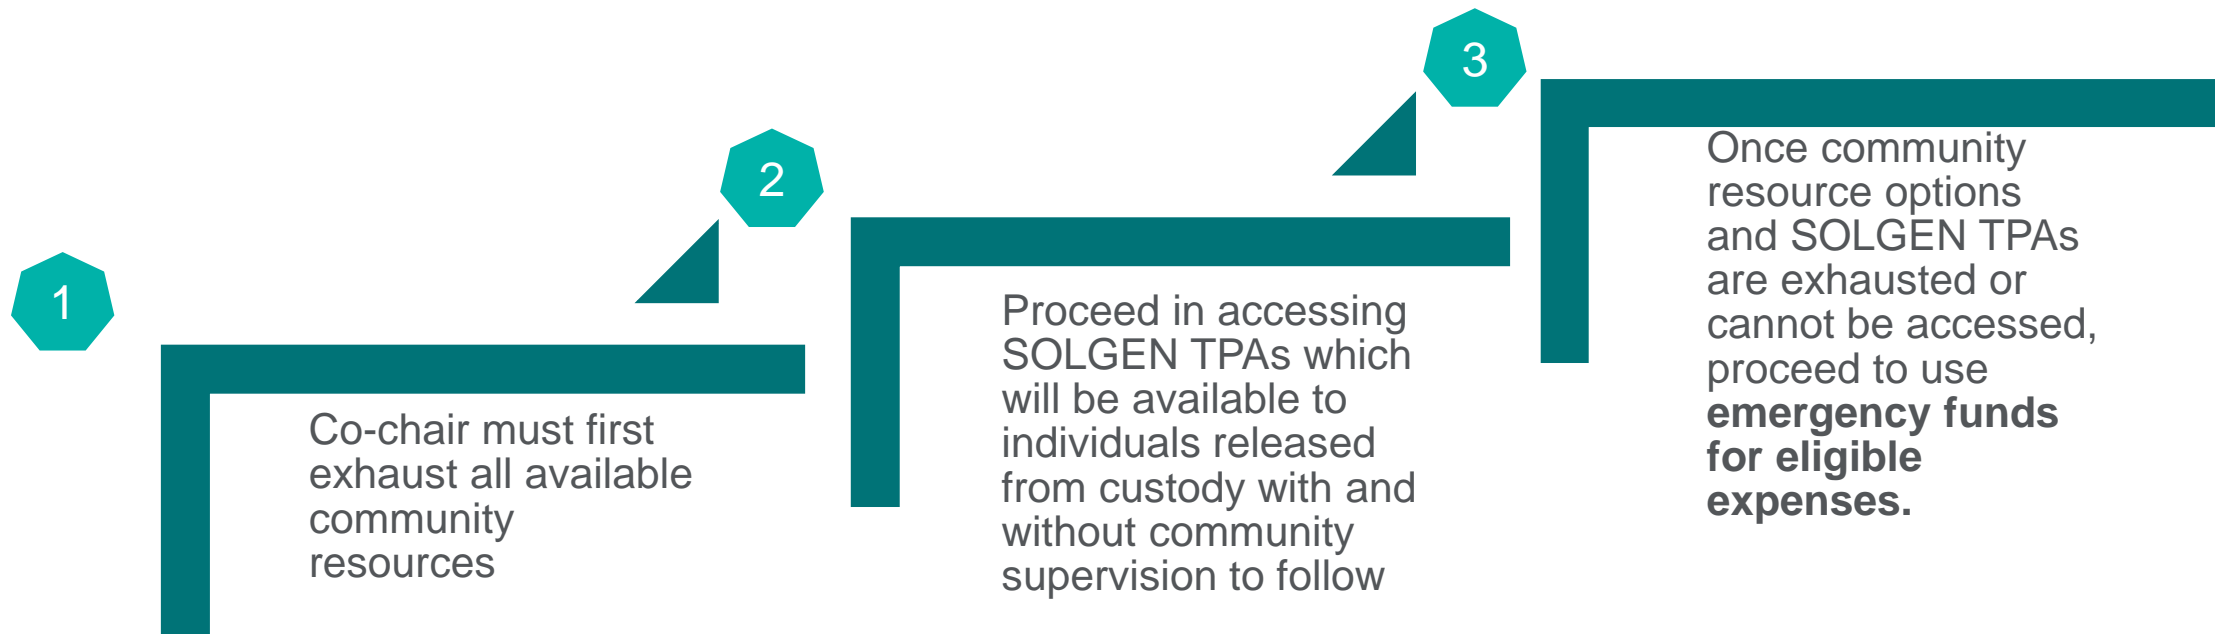 1
Co-chair must first
exhaust all available
community
resources
2
Proceed in accessing
SOLGEN TPAs which
will be available to
individuals released
from custody with and
without community
supervision to follow
3
Once community
resource options
and SOLGEN TPAs
are exhausted or
cannot be accessed,
proceed to use
emergency funds
for eligible
expenses.